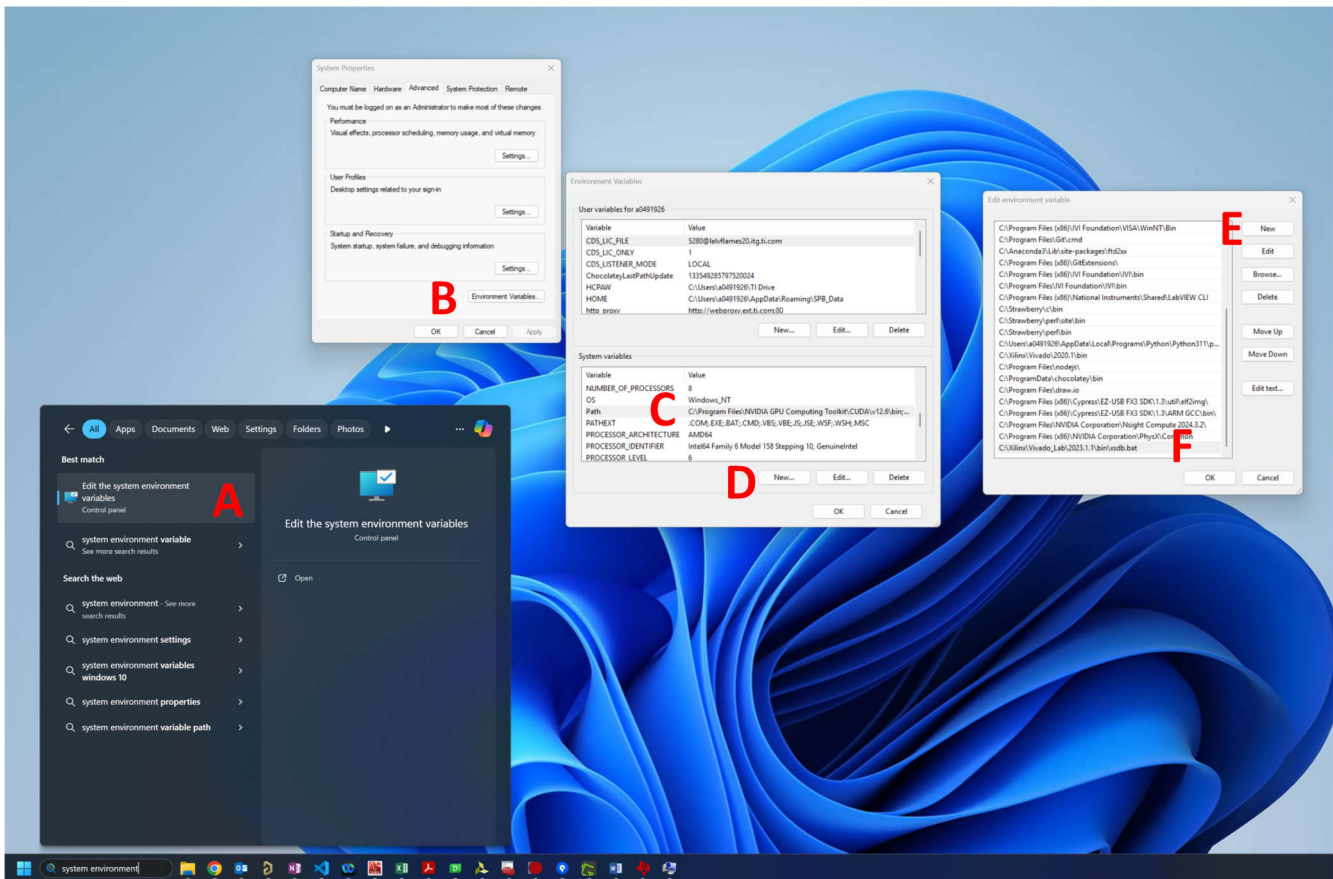 System Properties
Computer Name Hardware Advanced System Protection Remote
You must be logged on as an Administrator to make most of these changes.
Performance
Visual effects, processor scheduling, memory usage, and virtual memory
Settings...
User Profiles
Desktop settings related to your sign-in
Settings...
Startup and Recovery
System startup, system failure, and debugging information
Settings...
B
Environment Variables...
OK Cancel Apply
Environment Variables
User variables for a0491926
Variable Value
CDS_LIC_FILE 5280@lelvflames20.itg.ti.com
CDS_LIC_ONLY 1
CDS_LISTENER_MODE LOCAL
ChocolateyLastPathUpdate 133549285797520024
HCPAW C:\Users\a0491926\TI Drive
HOME C:\Users\a0491926\AppData\Roaming\SPB_Data
http_proxy http://webproxy.ext.ti.com:80
New... Edit... Delete
System variables
Variable Value
NUMBER_OF_PROCESSORS 8
OS Windows_NT
Path C:\Program Files\NVIDIA GPU Computing Toolkit\CUDA\v12.6\bin;...
C
PATHEXT .COM;.EXE;.BAT;.CMD;.VBS;.VBE;.JS;.JSE;.WSF;.WSH;.MSC
PROCESSOR_ARCHITECTURE AMD64
PROCESSOR_IDENTIFIER Intel64 Family 6 Model 158 Stepping 10, GenuineIntel
PROCESSOR_LEVEL 6
D
New... Edit... Delete
OK Cancel
Edit environment variable
C:\Program Files (x86)\IVI Foundation\VISA\WinNT\Bin
C:\Program Files\Git\cmd
C:\Anaconda3\Lib\site-packages\ftd2xx
C:\Program Files (x86)\GitExtensions\
C:\Program Files (x86)\IVI Foundation\IVI\bin
C:\Program Files\IVI Foundation\IVI\bin
C:\Program Files (x86)\National Instruments\Shared\LabVIEW CLI
C:\Strawberry\c\bin
C:\Strawberry\perl\site\bin
C:\Strawberry\perl\bin
C:\Users\a0491926\AppData\Local\Programs\Python\Python311\p...
C:\Xilinx\Vivado\2020.1\bin
C:\Program Files\nodejs\
C:\ProgramData\chocolatey\bin
C:\Program Files\draw.io
C:\Program Files (x86)\Cypress\EZ-USB FX3 SDK\1.3\util\elf2img\
C:\Program Files (x86)\Cypress\EZ-USB FX3 SDK\1.3\ARM GCC\bin\
C:\Program Files\NVIDIA Corporation\Nsight Compute 2024.3.2\
C:\Program Files (x86)\NVIDIA Corporation\PhysX\Common
C:\Xilinx\Vivado_Lab\2023.1.1\bin\xsdb.bat
E
F
New
Edit
Browse...
Delete
Move Up
Move Down
Edit text...
OK Cancel
All Apps Documents Web Settings Folders Photos
Best match
Edit the system environment
variables
Control panel
A
system environment variable
See more search results
Search the web
system environment - See more
search results
system environment settings
system environment variables
windows 10
system environment properties
system environment variable path
Edit the system environment variables
Control panel
Open
system environment